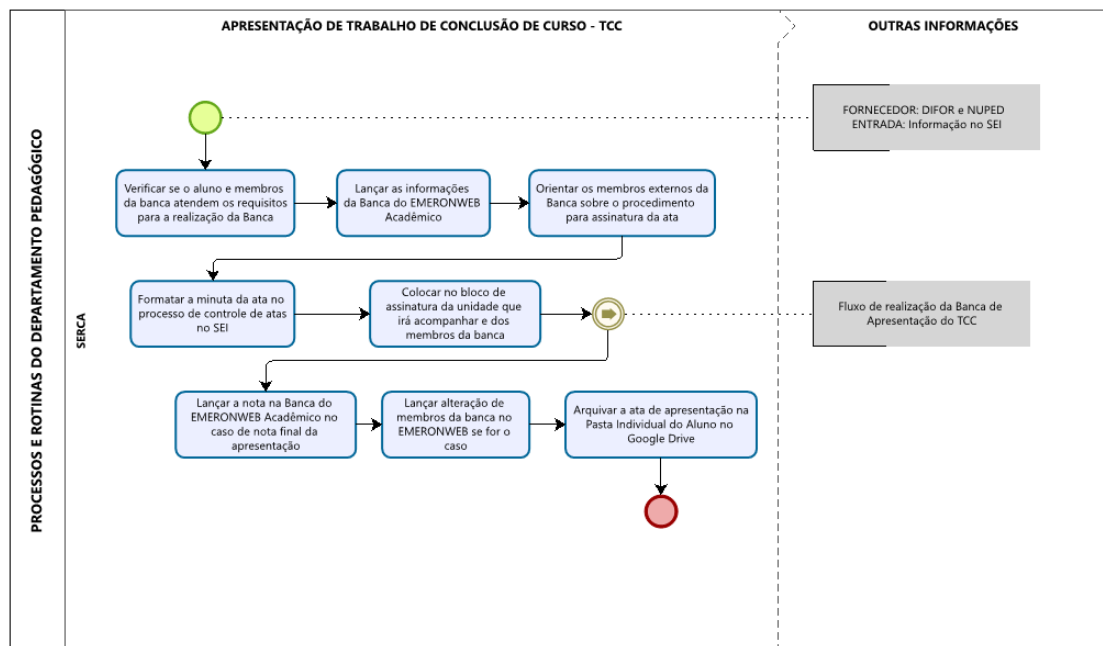 APRESENTAÇÃO DE TRABALHO DE CONCLUSÃO DE CURSO - TCC
OUTRAS INFORMAÇÕES
PROCESSOS E ROTINAS DO DEPARTAMENTO PEDAGÓGICO
SERCA
FORNECEDOR: DIFOR e NUPED
ENTRADA: Informação no SEI
Verificar se o aluno e membros
da banca atendem os requisitos
para a realização da Banca
Lançar as informações
da Banca do EMERONWEB
Acadêmico
Orientar os membros externos da
Banca sobre o procedimento
para assinatura da ata
Formatar a minuta da ata no
processo de controle de atas
no SEI
Colocar no bloco de
assinatura da unidade que
irá acompanhar e dos
membros da banca
Fluxo de realização da Banca de
Apresentação do TCC
Lançar a nota na Banca do
EMERONWEB Acadêmico no
caso de nota final da
apresentação
Lançar alteração de
membros da banca no
EMERONWEB se for o
caso
Arquivar a ata de apresentação na
Pasta Individual do Aluno no
Google Drive